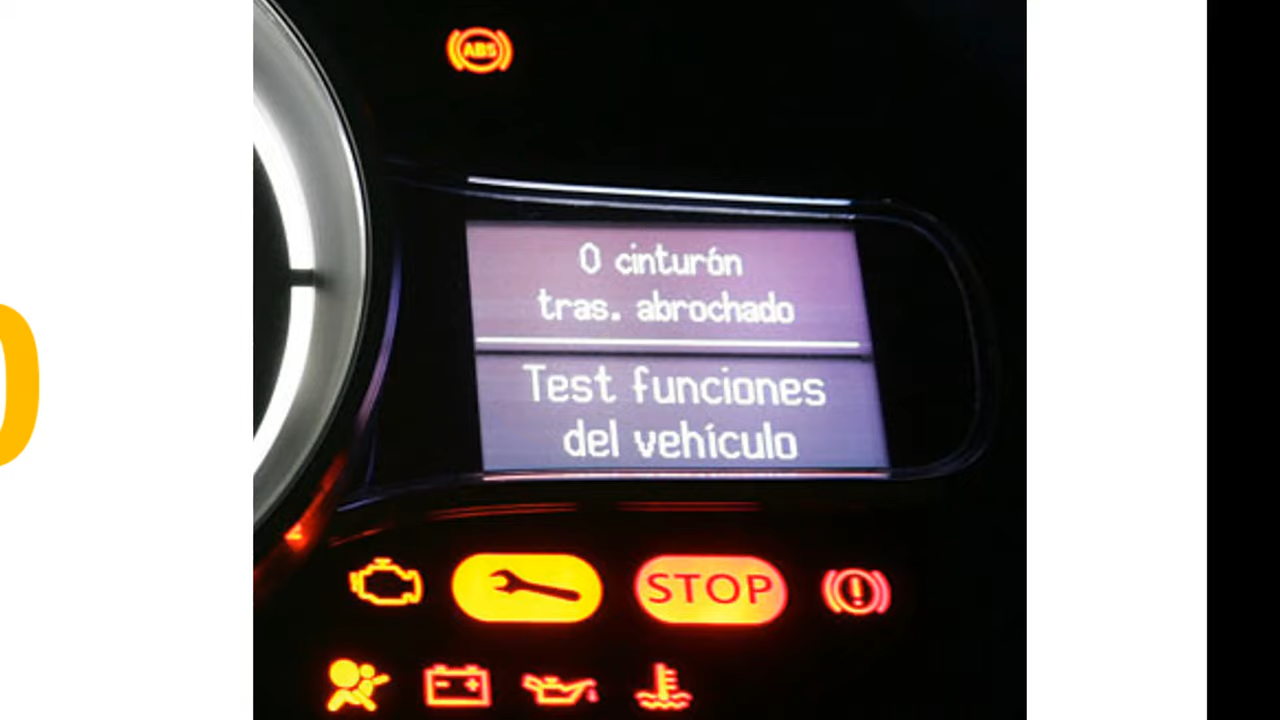 ABS
0 cinturón
tras. abrochado
Test funciones
del vehículo
STOP